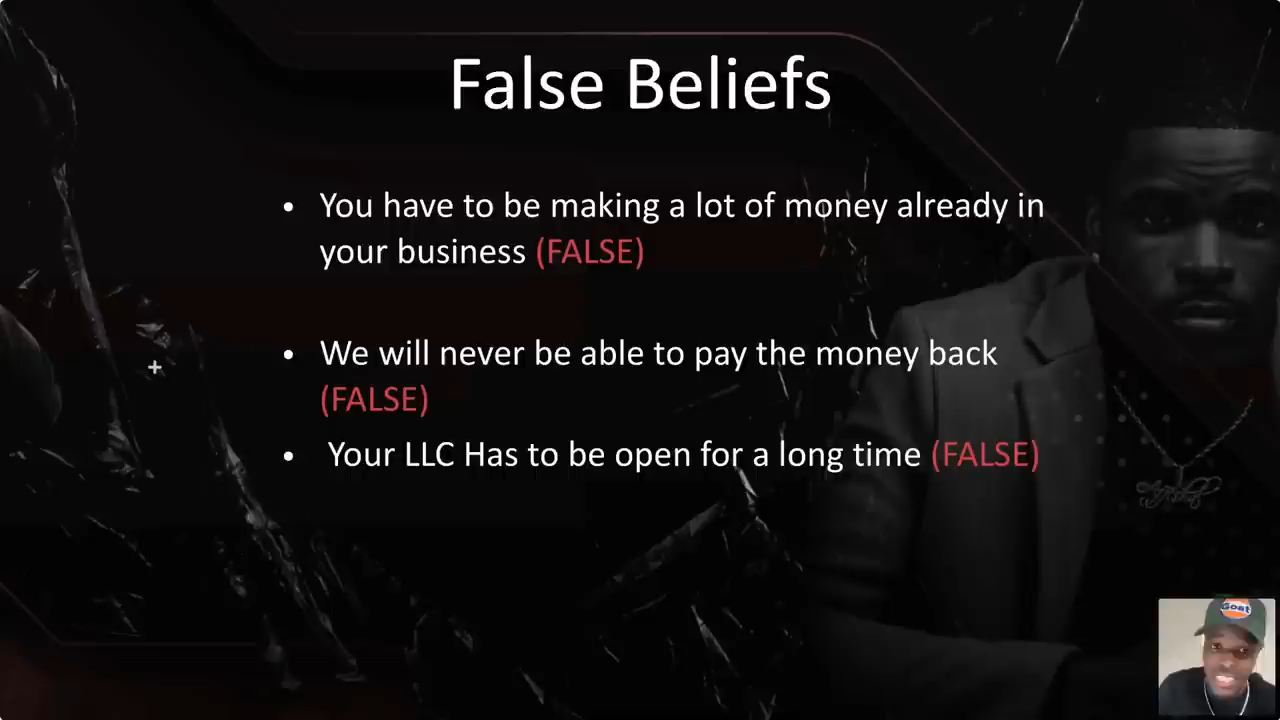 False Beliefs
• You have to be making a lot of money already in
your business (FALSE)
• We will never be able to pay the money back
(FALSE)
• Your LLC Has to be open for a long time (FALSE)
Goat